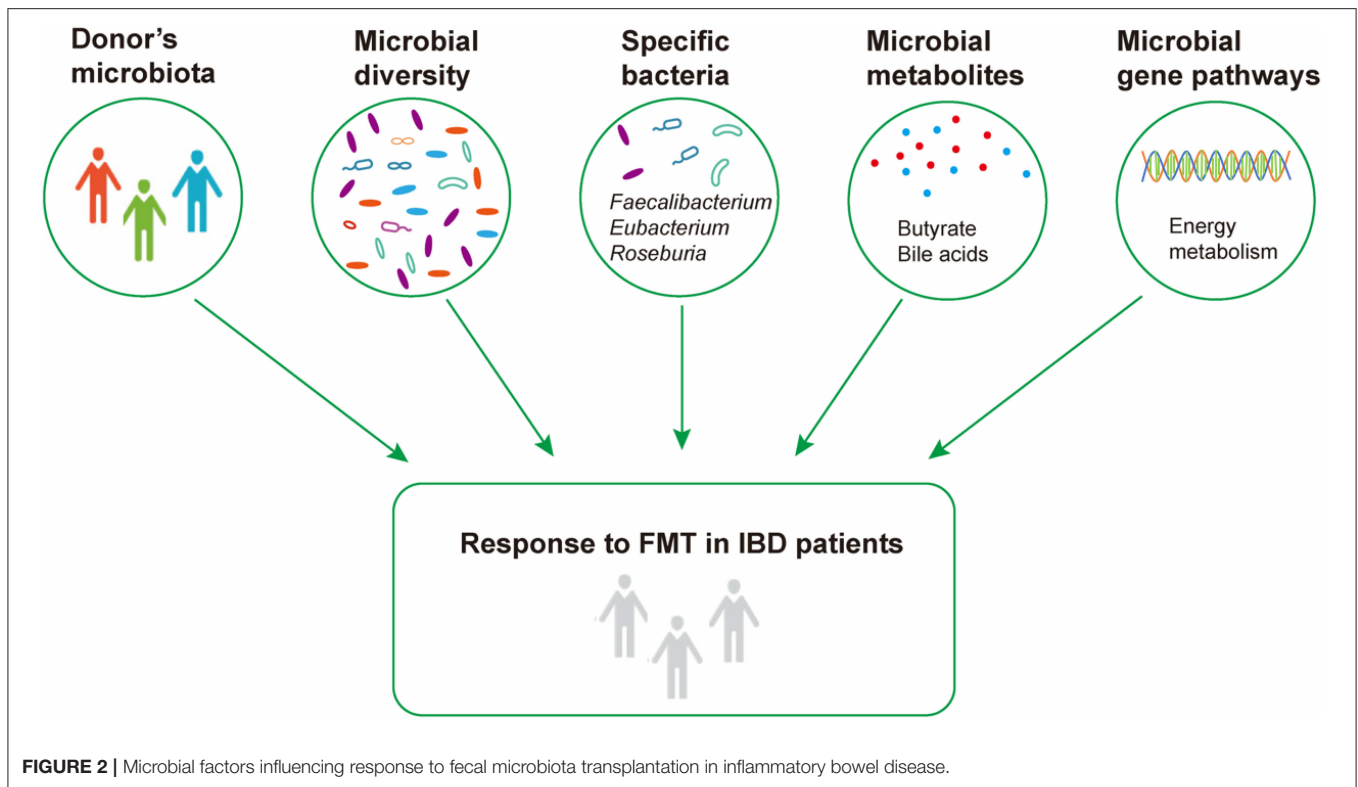 Donor's
microbiota
Microbial
diversity
Specific
bacteria
Microbial
metabolites
Microbial
gene pathways
Faecalibacterium
Eubacterium
Roseburia
Butyrate
Bile acids
Energy
metabolism
Response to FMT in IBD patients
FIGURE 2 | Microbial factors influencing response to fecal microbiota transplantation in inflammatory bowel disease.